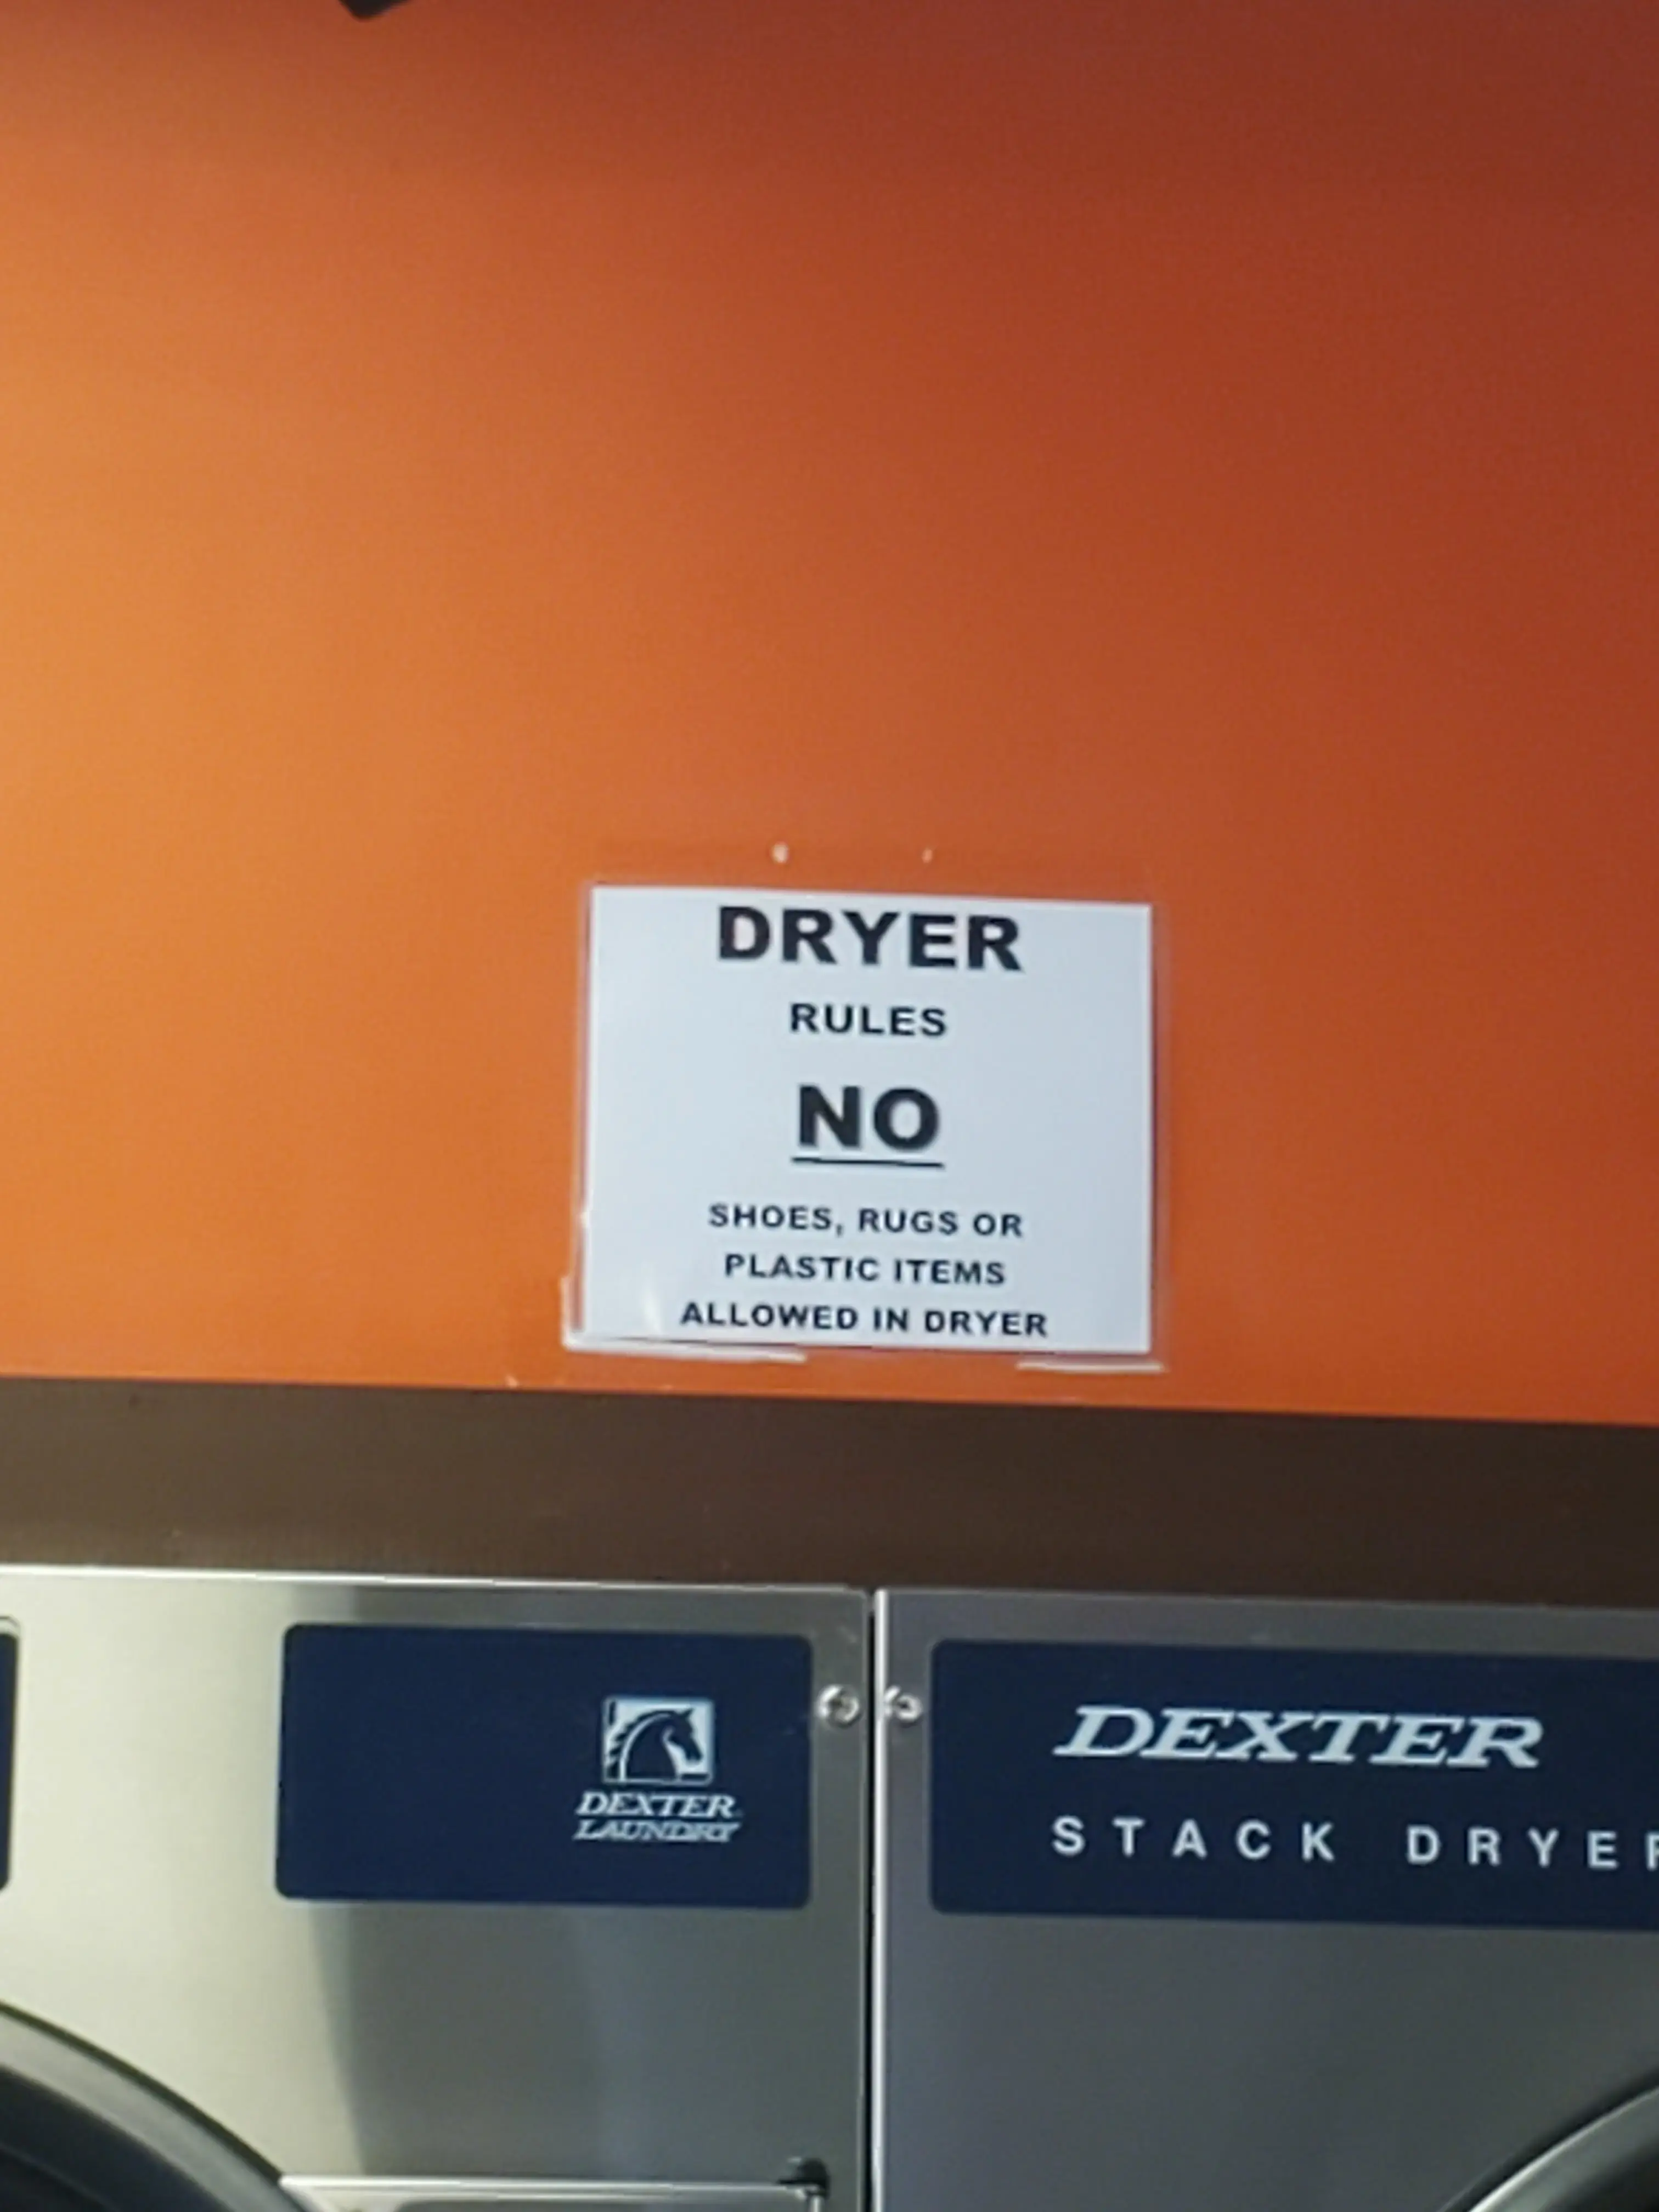 DRYER
RULES
NO
SHOES, RUGS OR
PLASTIC ITEMS
ALLOWED IN DRYER
DEXTER
LAUNDRY
DEXTER
STACK DRYER